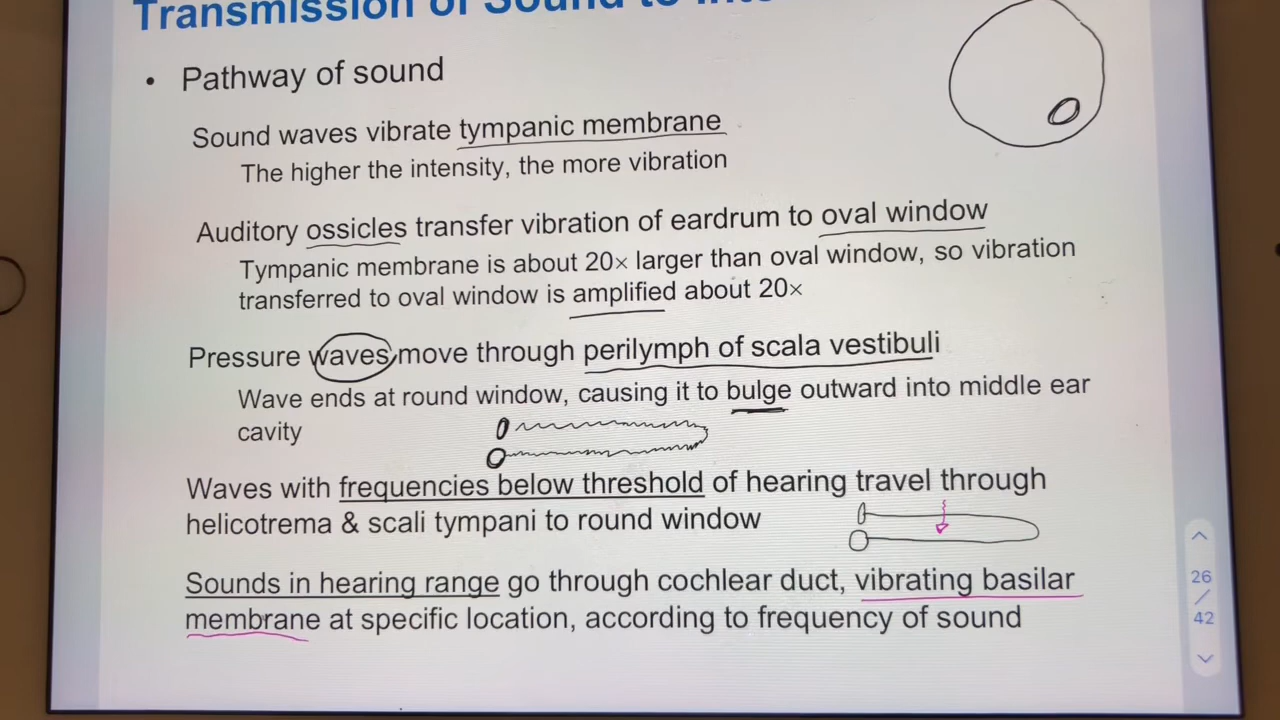 Transmission of Sound to
• Pathway of sound
Sound waves vibrate tympanic membrane
The higher the intensity, the more vibration
Auditory ossicles transfer vibration of eardrum to oval window
Tympanic membrane is about 20× larger than oval window, so vibration
transferred to oval window is amplified about 20×
Pressure waves move through perilymph of scala vestibuli
Wave ends at round window, causing it to bulge outward into middle ear
cavity
Waves with frequencies below threshold of hearing travel through
helicotrema & scali tympani to round window
Sounds in hearing range go through cochlear duct, vibrating basilar
membrane at specific location, according to frequency of sound
26
/
42